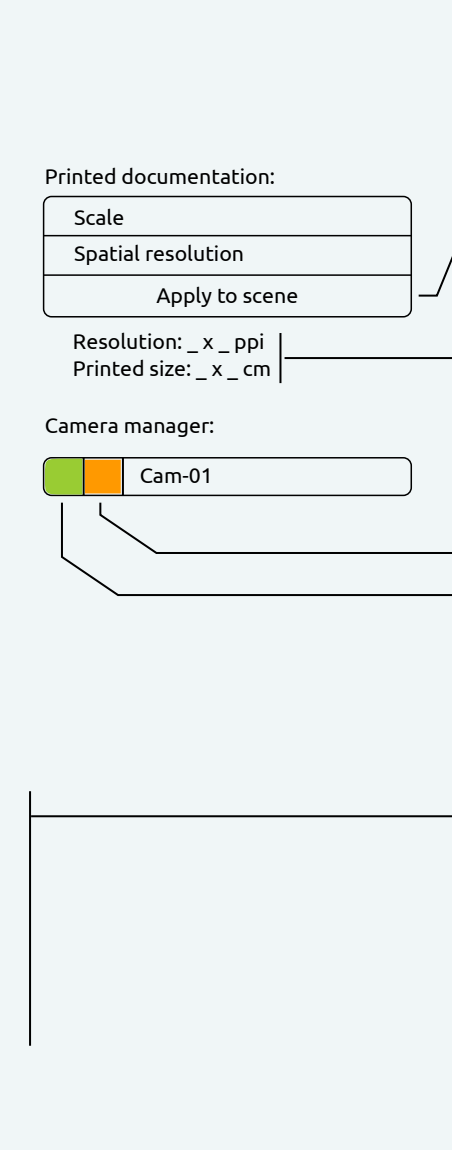 Printed documentation:
Scale
Spatial resolution
Apply to scene
Resolution: _ x _ ppi
Printed size: _ x _ cm
Camera manager:
Cam-01